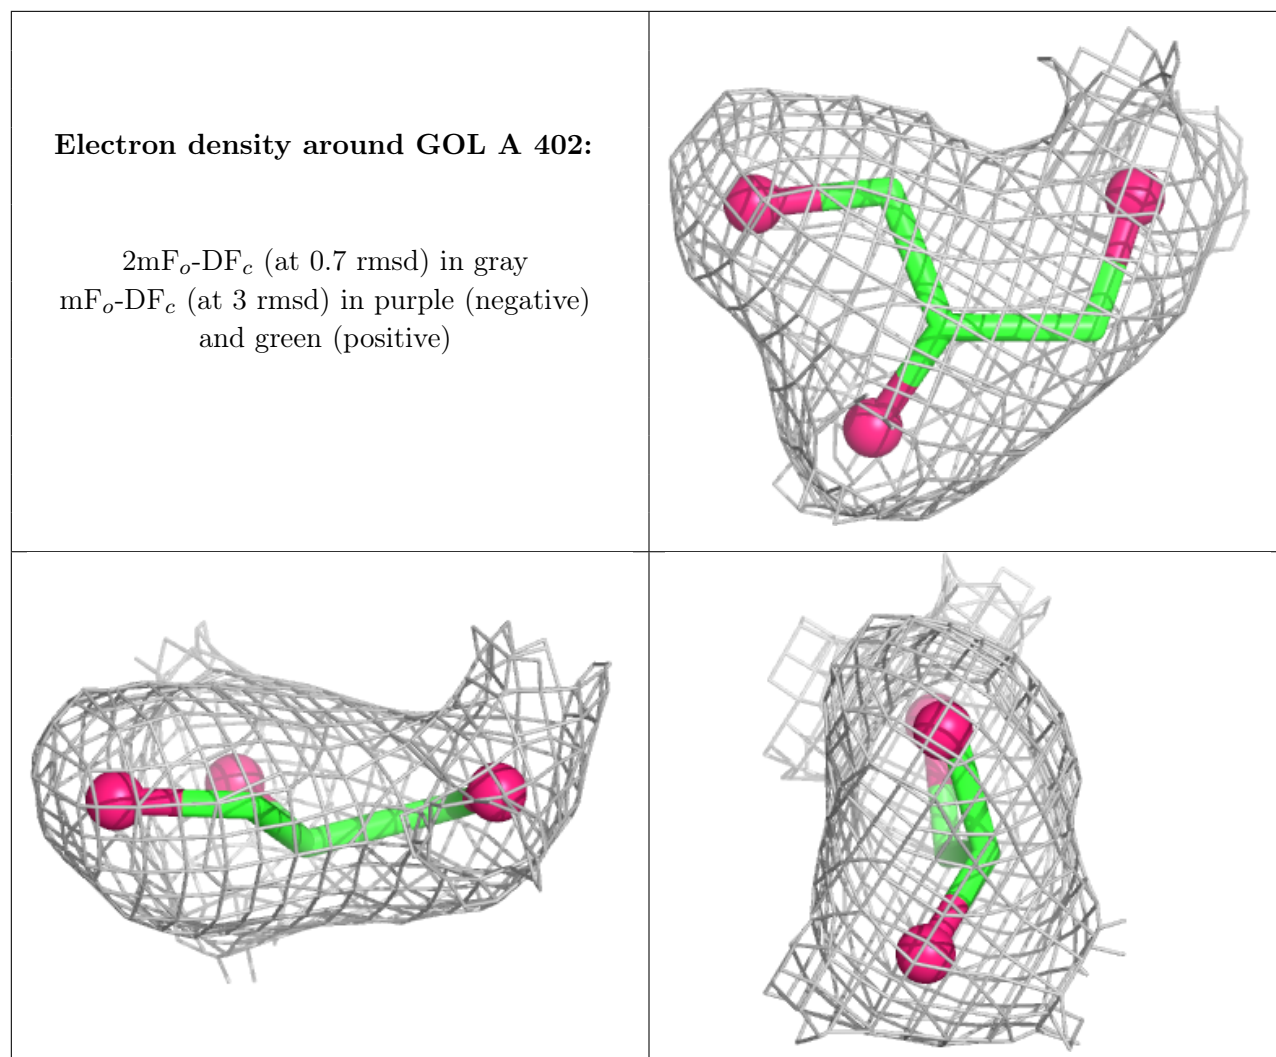 Electron density around GOL A 402:
2mFo-DFc (at 0.7 rmsd) in gray
mFo-DFc (at 3 rmsd) in purple (negative)
and green (positive)